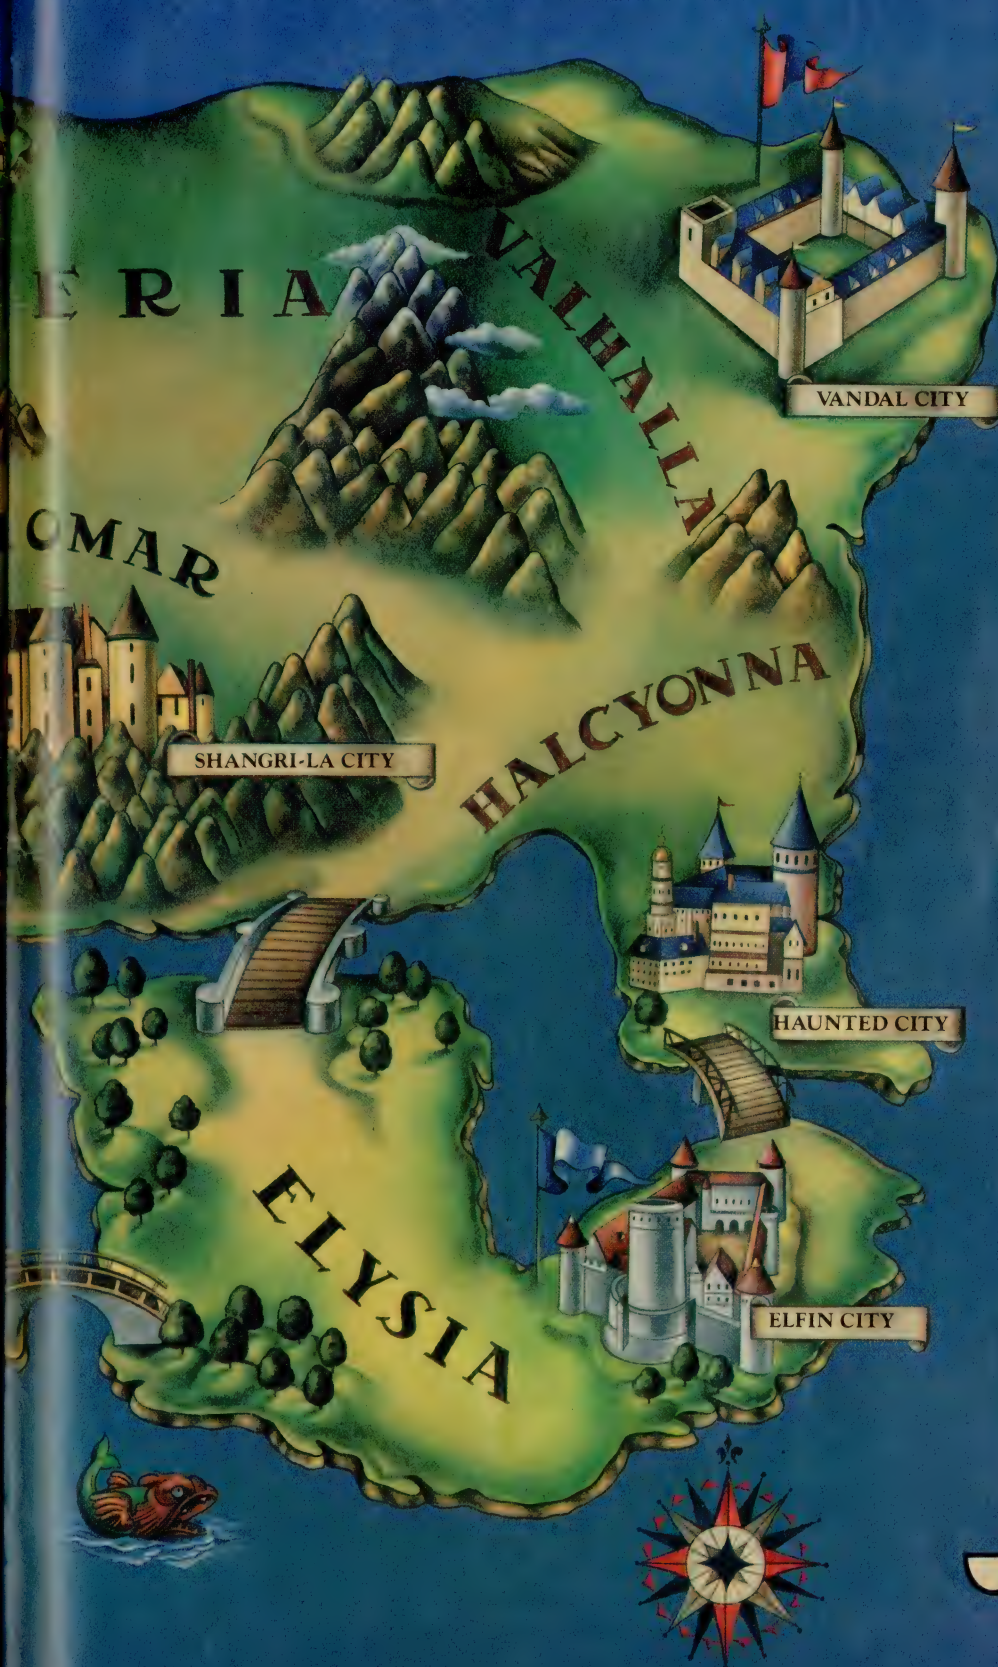 ERIA
VALHALLA
VANDAL CITY
OMAR
HALCYONNA
SHANGRI-LA CITY
HAUNTED CITY
ELYSIA
ELFIN CITY